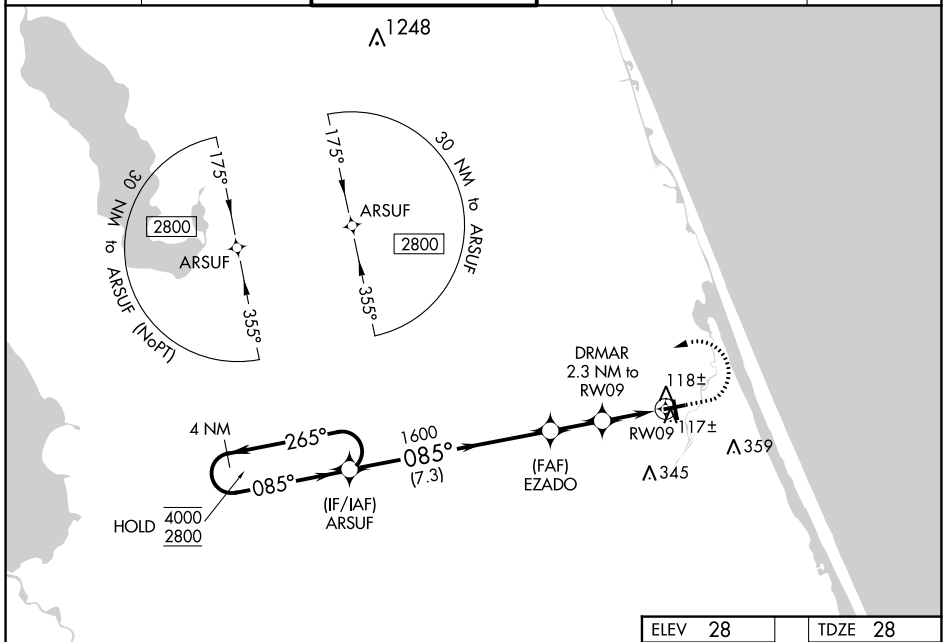 1248
175°
30 NM to ARSUF (NoPT)
2800
ARSUF
355°
175°
30 NM to ARSUF
ARSUF
2800
355°
DRMAR
2.3 NM to
RW09
118±
RW09
117±
359
345
4 NM
265°
1600
085°
(7.3)
085°
(FAF)
EZADO
(IF/IAF)
ARSUF
HOLD
4000
2800
ELEV 28
TDZE 28